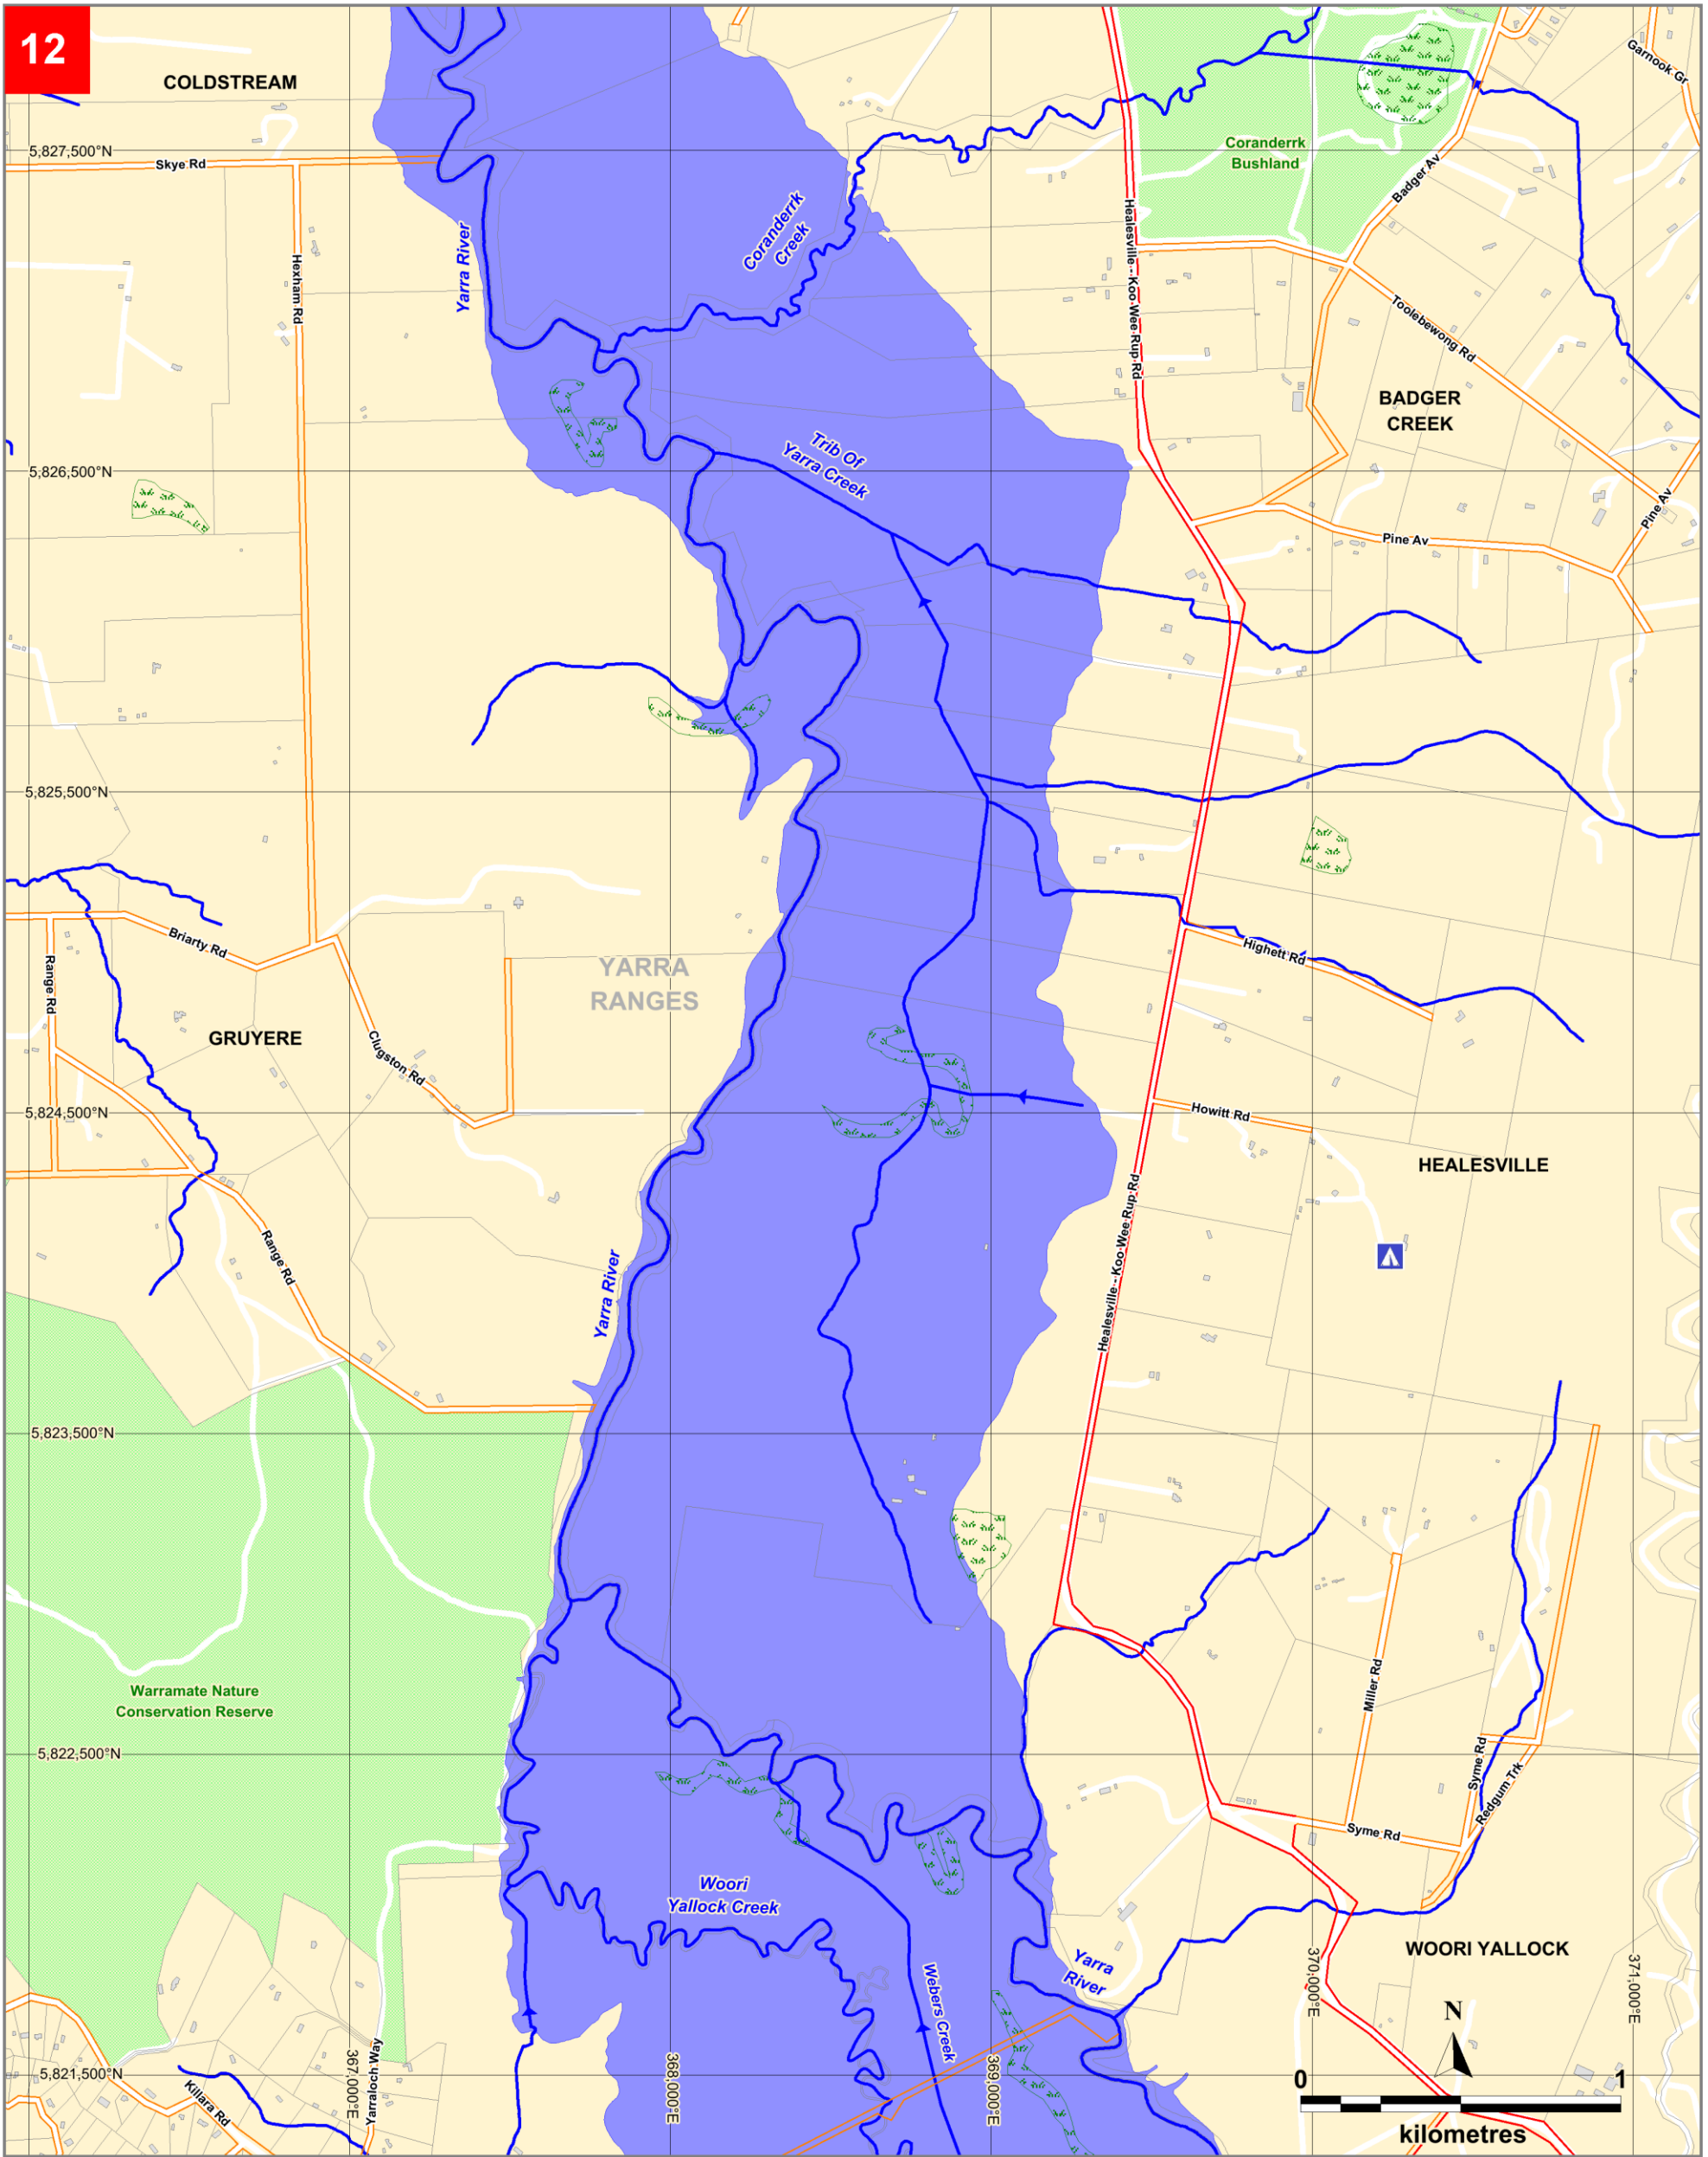 12
COLDSTREAM
Garnook Gr
5,827,500°N
Skye Rd
Coranderrk
Bushland
Badger Av
Yarra River
Coranderrk
Creek
Healesville - Koo Wee Rup Rd
Hexham Rd
Toolebewong Rd
BADGER
CREEK
Trib Of
Yarra Creek
5,826,500°N
Pine Av
Pine Av
5,825,500°N
Briarty Rd
Highett Rd
YARRA
RANGES
Range Rd
GRUYERE
Clugston Rd
5,824,500°N
Howitt Rd
HEALESVILLE
Healesville - Koo Wee Rup Rd
Range Rd
Yarra River
5,823,500°N
Warramate Nature
Conservation Reserve
Miller Rd
5,822,500°N
Syme Rd
Redgum Trk
Syme Rd
Woori
Yallock Creek
WOORI YALLOCK
Yarra
River
Webers Creek
370,000°E
371,000°E
N
5,821,500°N
367,000°E
Yarraloch Way
368,000°E
369,000°E
0 1
Killara Rd
kilometres